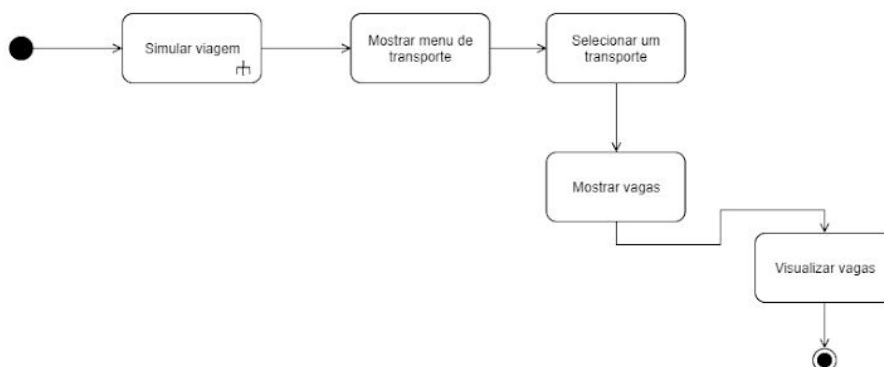 Simular viagem
Mostrar menu de
transporte
Selecionar um
transporte
Mostrar vagas
Visualizar vagas